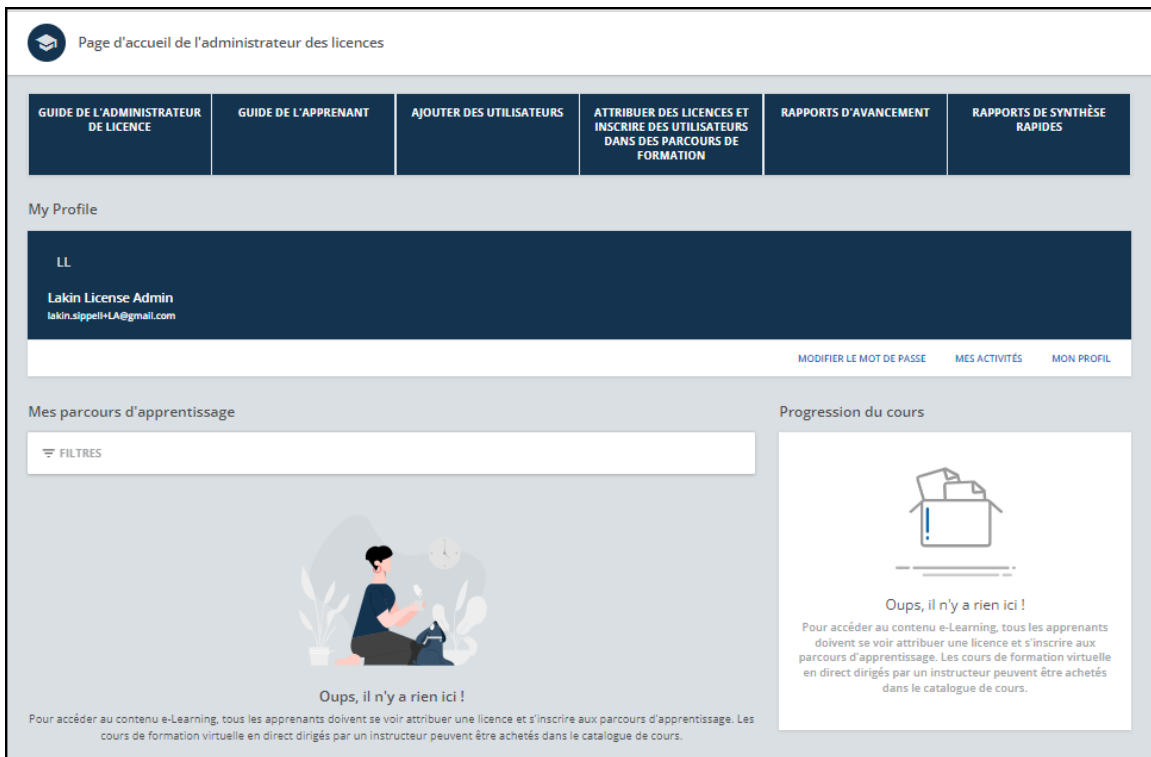 Page d'accueil de l'administrateur des licences
GUIDE DE L'ADMINISTRATEUR
DE LICENCE
GUIDE DE L'APPRENANT
AJOUTER DES UTILISATEURS
ATTRIBUER DES LICENCES ET
INSCRIRE DES UTILISATEURS
DANS DES PARCOURS DE
FORMATION
RAPPORTS D'AVANCEMENT
RAPPORTS DE SYNTHÈSE
RAPIDES
My Profile
LL
Lakin License Admin
lakin.sippell+LA@gmail.com
MODIFIER LE MOT DE PASSE
MES ACTIVITÉS
MON PROFIL
Mes parcours d'apprentissage
FILTRES
Oups, il n'y a rien ici !
Pour accéder au contenu e-Learning, tous les apprenants doivent se voir attribuer une licence et s'inscrire aux parcours d'apprentissage. Les
cours de formation virtuelle en direct dirigés par un instructeur peuvent être achetés dans le catalogue de cours.
Progression du cours
Oups, il n'y a rien ici !
Pour accéder au contenu e-Learning, tous les apprenants
doivent se voir attribuer une licence et s'inscrire aux
parcours d'apprentissage. Les cours de formation virtuelle
en direct dirigés par un instructeur peuvent être achetés
dans le catalogue de cours.